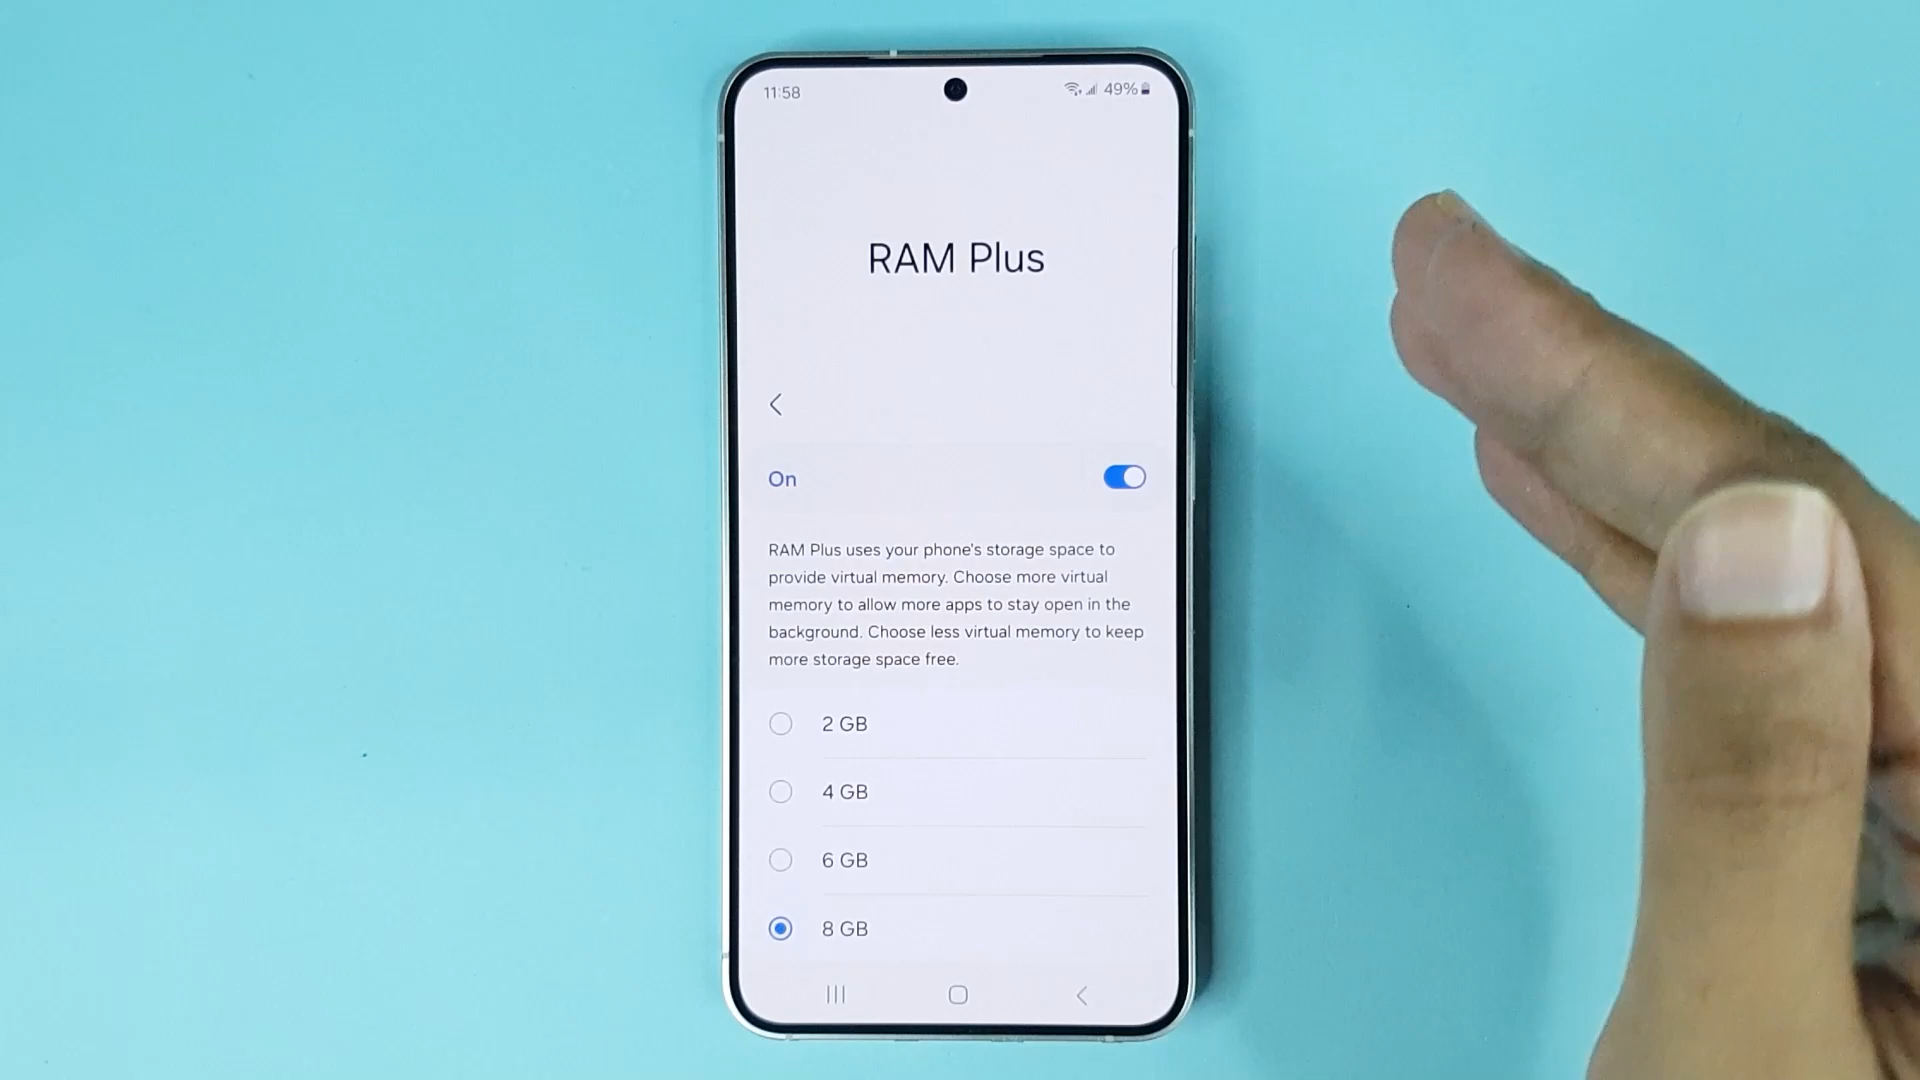 11:58
49%
RAM Plus
On
RAM Plus uses your phone's storage space to
provide virtual memory. Choose more virtual
memory to allow more apps to stay open in the
background. Choose less virtual memory to keep
more storage space free.
2 GB
4 GB
6 GB
8 GB